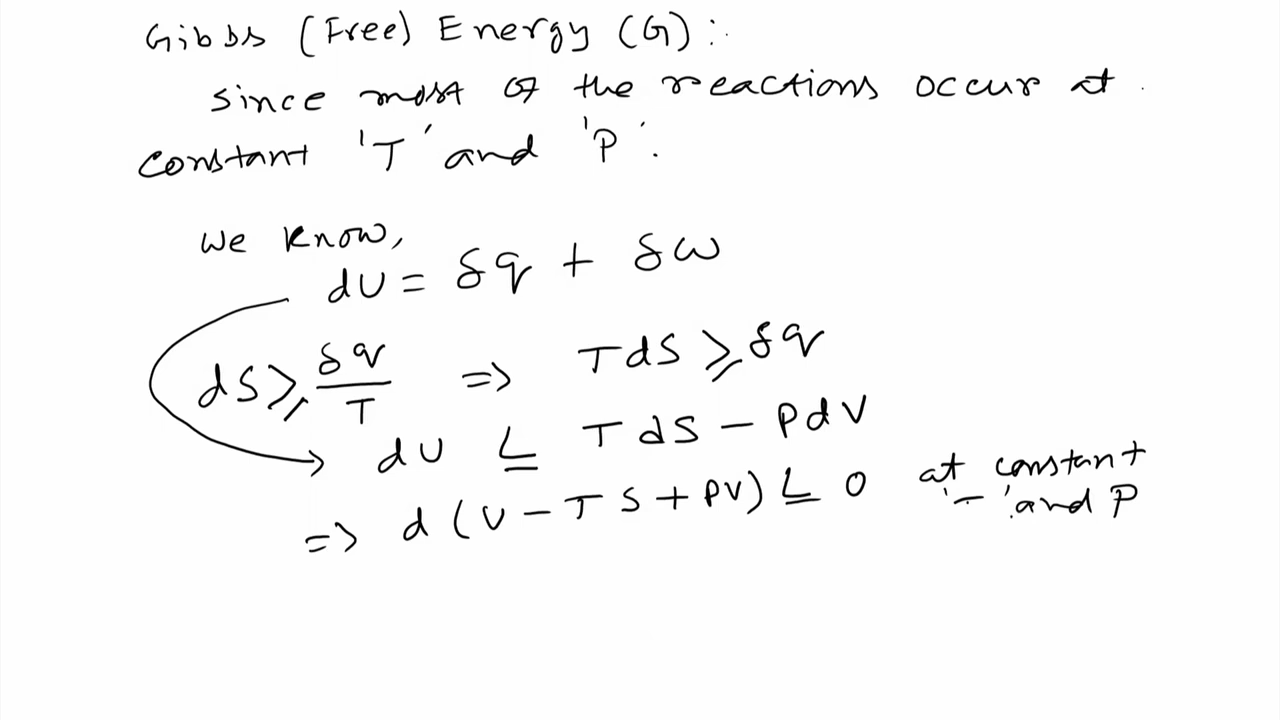 Gibbs (Free) Energy (G):
since most of the reactions occur at
constant 'T' and 'P'.
We know,
dU = δq + δw
dS ≥ δq/T => TdS ≥ δq
dU ≤ TdS - PdV
=> d(U - TS + PV) ≤ 0 at constant
'-' and P